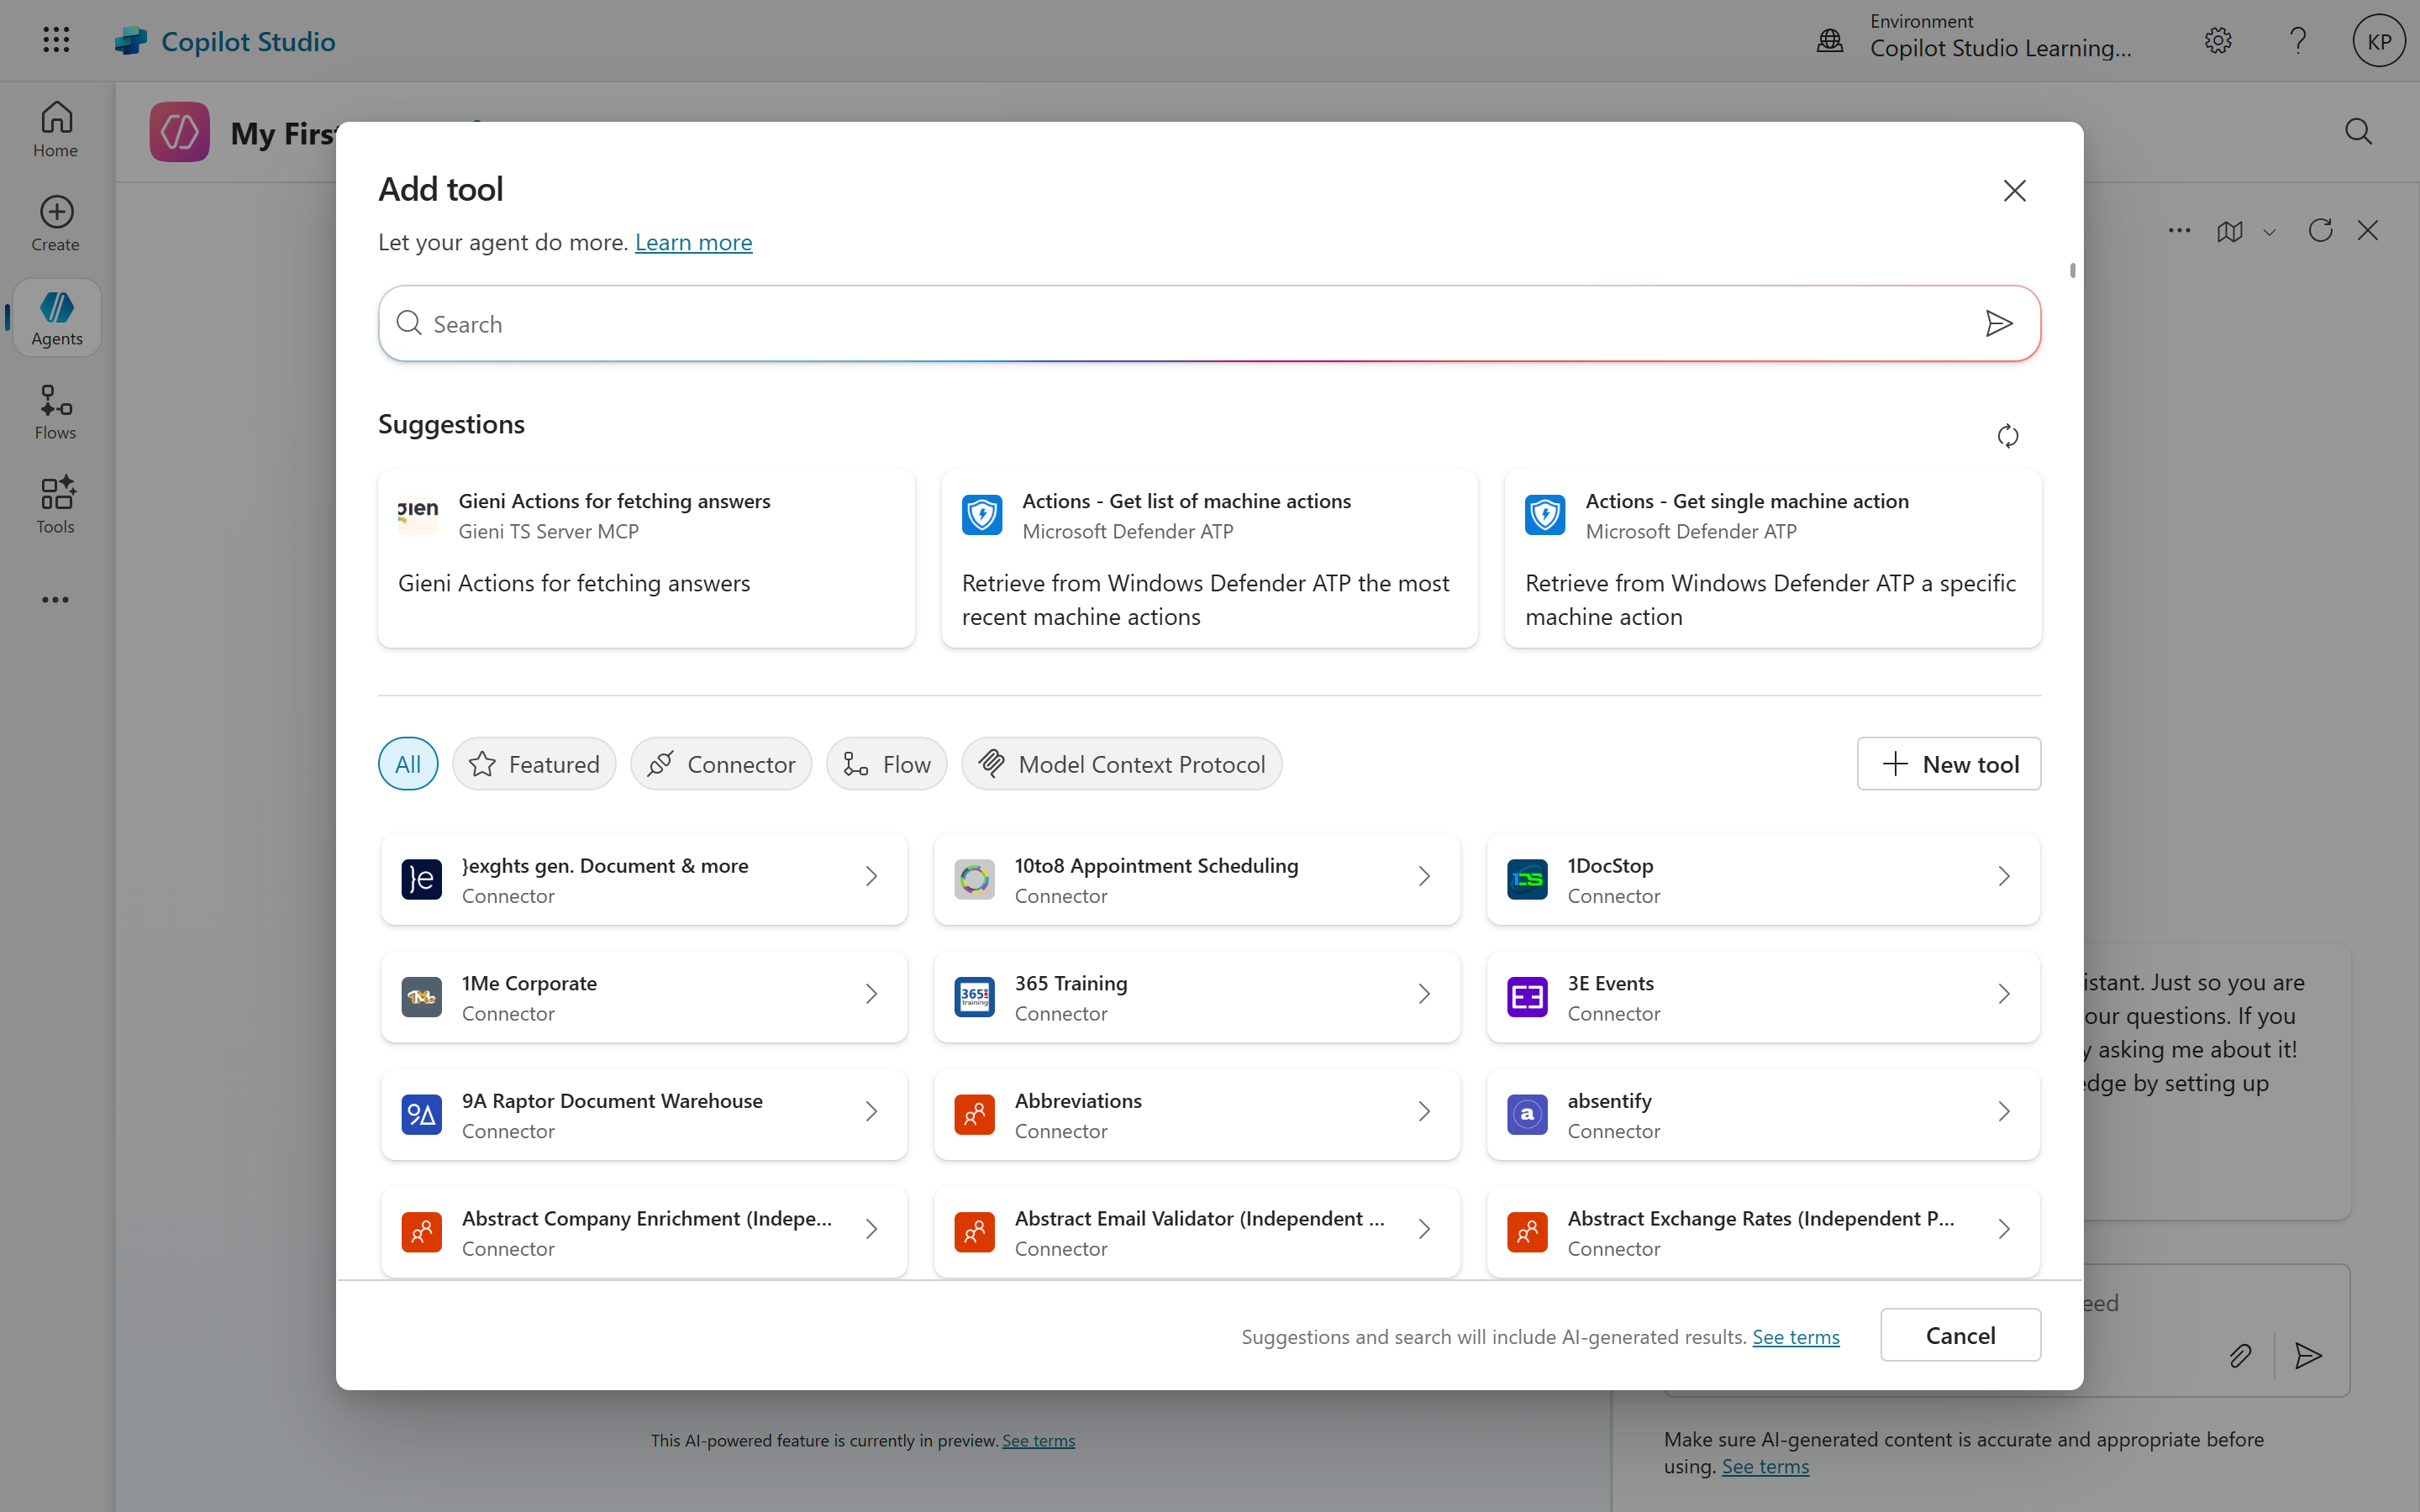 Copilot Studio
Environment
Copilot Studio Learning...
KP
Home
Create
Agents
Flows
Tools
My First
Add tool
Let your agent do more. Learn more
Search
Suggestions
gien
Gieni Actions for fetching answers
Gieni TS Server MCP
Gieni Actions for fetching answers
Actions - Get list of machine actions
Microsoft Defender ATP
Retrieve from Windows Defender ATP the most
recent machine actions
Actions - Get single machine action
Microsoft Defender ATP
Retrieve from Windows Defender ATP a specific
machine action
All
Featured
Connector
Flow
Model Context Protocol
New tool
}e
}exghts gen. Document & more
Connector
10to8 Appointment Scheduling
Connector
1DS
1DocStop
Connector
1Me
1Me Corporate
Connector
365
training
365 Training
Connector
3E Events
Connector
9A Raptor Document Warehouse
Connector
Abbreviations
Connector
a
absentify
Connector
Abstract Company Enrichment (Indepe...
Connector
Abstract Email Validator (Independent ...
Connector
Abstract Exchange Rates (Independent P...
Connector
Suggestions and search will include AI-generated results. See terms
Cancel
istant. Just so you are
our questions. If you
y asking me about it!
edge by setting up
eed
This AI-powered feature is currently in preview. See terms
Make sure AI-generated content is accurate and appropriate before
using. See terms